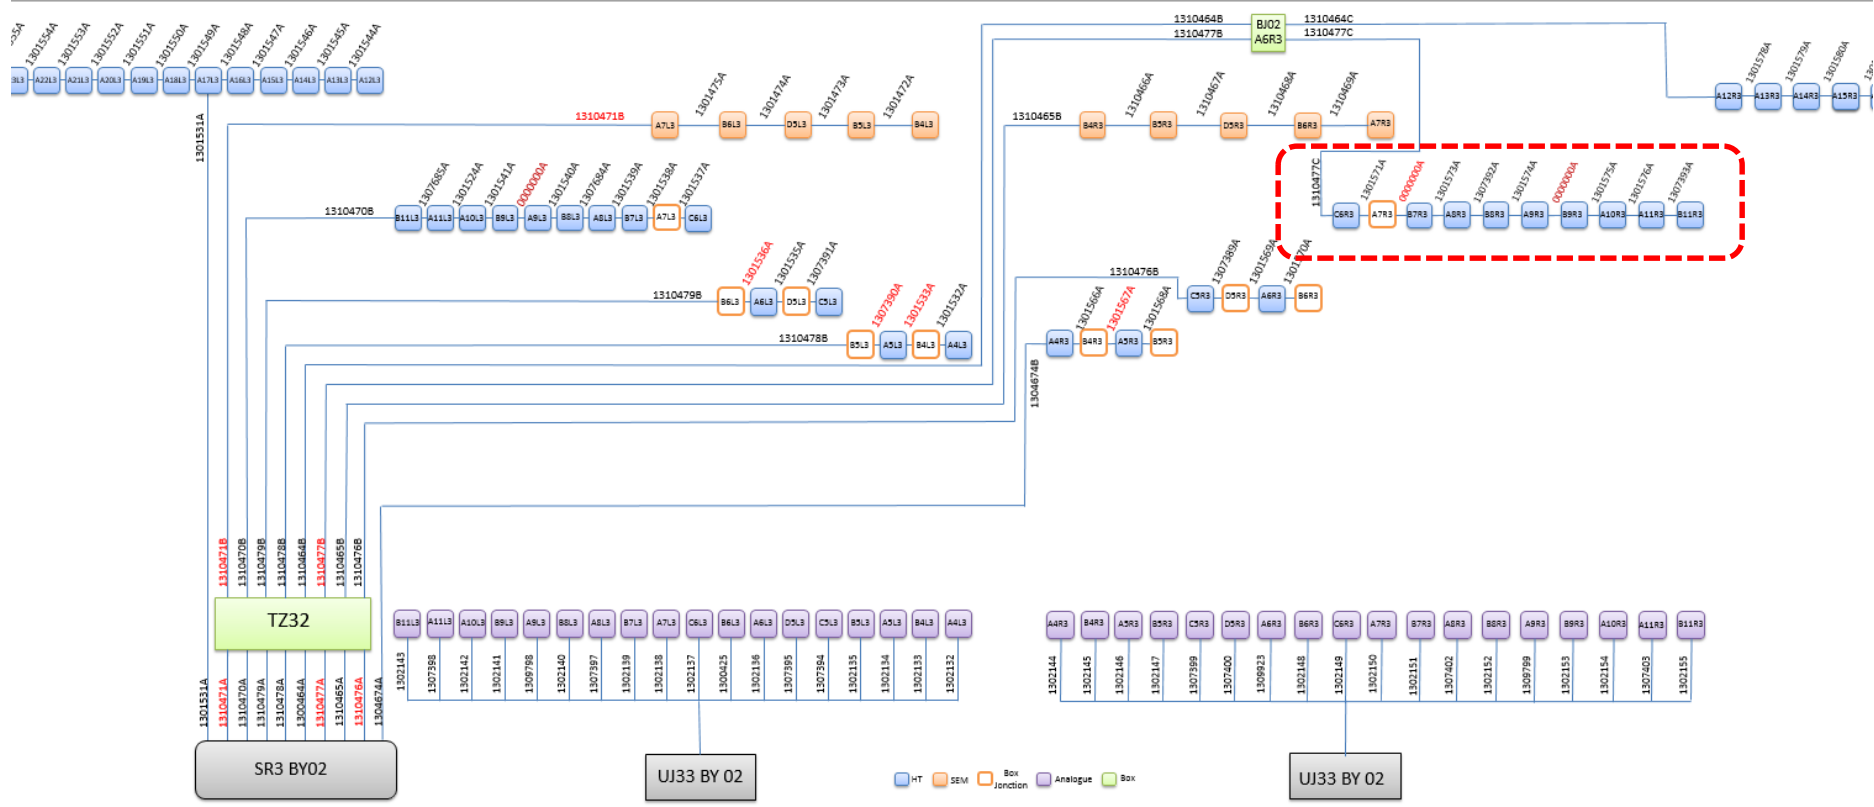 1310464B
BJ02
1310464C
1310477B
A6R3
1310477C
1301554A
1301553A
1301552A
1301551A
1301550A
1301549A
1301548A
1301547A
1301546A
1301545A
1301544A
A22L3
A21L3
A20L3
A19L3
A18L3
A17L3
A16L3
A15L3
A14L3
A13L3
A12L3
1301531A
1310471B
1301475A
1301474A
1301473A
1301472A
A7L3
B6L3
D5L3
B5L3
B4L3
1310465B
1310466A
1310467A
1310468A
1310469A
B4R3
B5R3
D5R3
B6R3
A7R3
1301578A
1301579A
1301580A
A12R3
A13R3
A14R3
A15R3
1310470B
1307685A
1301524A
1301541A
0000000A
1301540A
1307684A
1301539A
1301538A
1301537A
B11L3
A11L3
A10L3
B9L3
A9L3
B8L3
A8L3
B7L3
A7L3
C6L3
1310477C
1301571A
0000000A
1301573A
1307392A
1301574A
0000000A
1301575A
1301576A
1307393A
C6R3
A7R3
B7R3
A8R3
B8R3
A9R3
B9R3
A10R3
A11R3
B11R3
1310479B
1301536A
1301535A
1307391A
B6L3
A6L3
D5L3
C5L3
1310476B
1307389A
1301569A
C5R3
D5R3
A6R3
B6R3
1310478B
1307390A
1301533A
1301532A
B5L3
A5L3
B4L3
A4L3
1304674B
1301566A
1301567A
1301568A
A4R3
B4R3
A5R3
B5R3
1310471B
1310470B
1310479B
1310478B
1310464B
1310477B
1310465B
1310476B
TZ32
1301531A
1310471A
1310470A
1310479A
1310478A
1300464A
1310477A
1310465A
1310476A
1304674A
SR3 BY02
B11L3
A11L3
A10L3
B9L3
A9L3
B8L3
A8L3
B7L3
A7L3
C6L3
B6L3
A6L3
D5L3
C5L3
B5L3
A5L3
B4L3
A4L3
1302143
1307398
1302142
1302141
1309798
1302140
1307397
1302139
1302138
1302137
1300425
1302136
1307395
1307394
1302135
1302134
1302133
1302132
UJ33 BY 02
A4R3
B4R3
A5R3
B5R3
C5R3
D5R3
A6R3
B6R3
C6R3
A7R3
B7R3
A8R3
B8R3
A9R3
B9R3
A10R3
A11R3
B11R3
1302144
1302145
1302146
1302147
1307399
1307400
1309923
1302148
1302149
1302150
1302151
1307402
1302152
1309799
1302153
1302154
1307403
1302155
UJ33 BY 02
HT
SEM
Box
Jonction
Analogue
Box